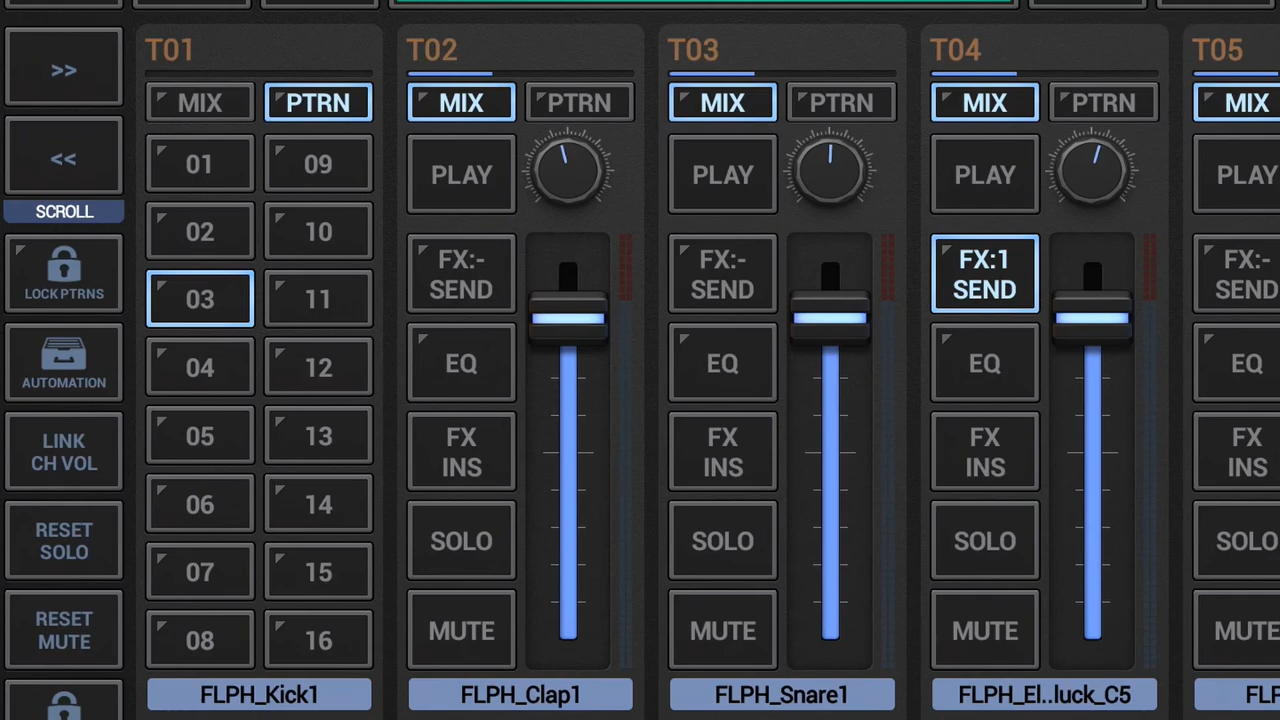 >>
<<
SCROLL
LOCK PTRNS
AUTOMATION
LINK
CH VOL
RESET
SOLO
RESET
MUTE
T01
MIX PTRN
01 09
02 10
03 11
04 12
05 13
06 14
07 15
08 16
FLPH_Kick1
T02
MIX PTRN
PLAY
FX:-
SEND
EQ
FX
INS
SOLO
MUTE
FLPH_Clap1
T03
MIX PTRN
PLAY
FX:-
SEND
EQ
FX
INS
SOLO
MUTE
FLPH_Snare1
T04
MIX PTRN
PLAY
FX:1
SEND
EQ
FX
INS
SOLO
MUTE
FLPH_El..luck_C5
T05
MIX
PLAY
FX:-
SEND
EQ
FX
INS
SOLO
MUTE